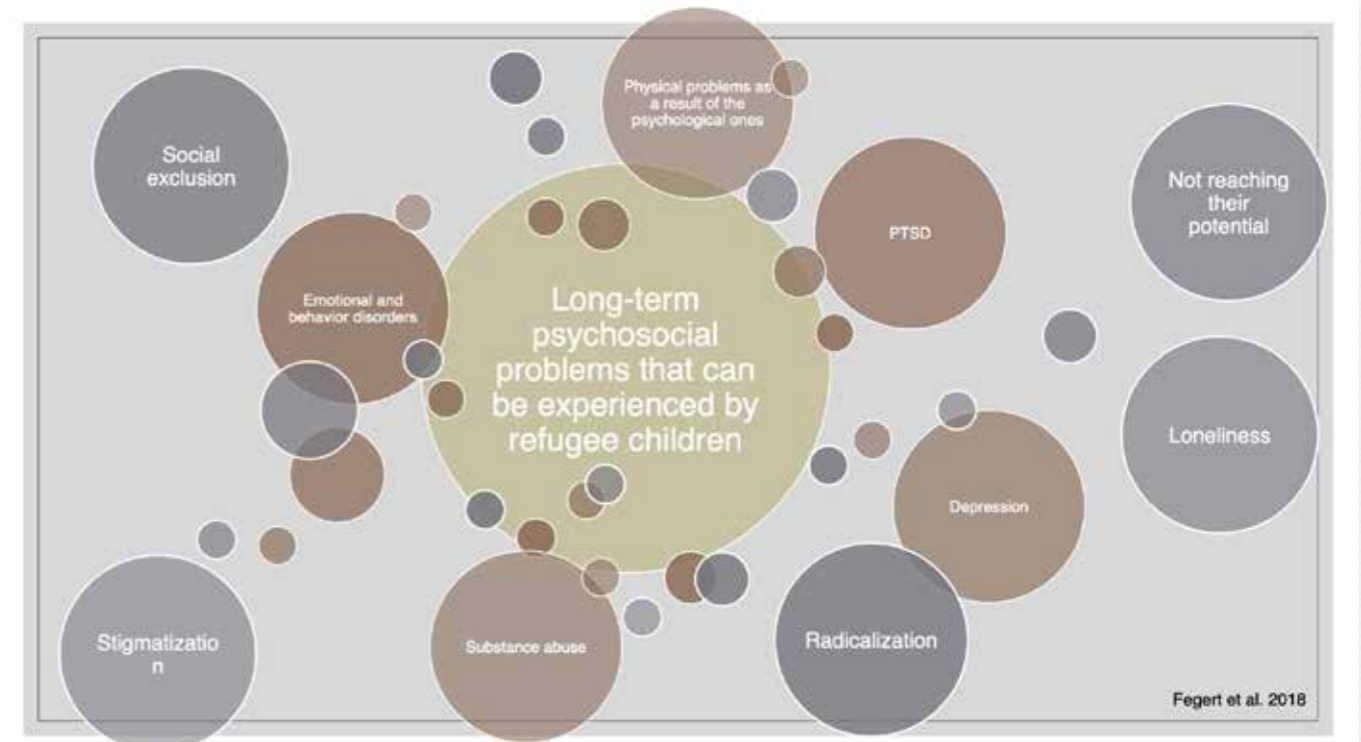 Physical problems as
a result of the
psychological ones
Social
exclusion
Not reaching
their
potential
PTSD
Emotional and
behavior disorders
Long-term
psychosocial
problems that can
be experienced by
refugee children
Loneliness
Depression
Stigmatizatio
n
Substance abuse
Radicalization
Fegert et al. 2018